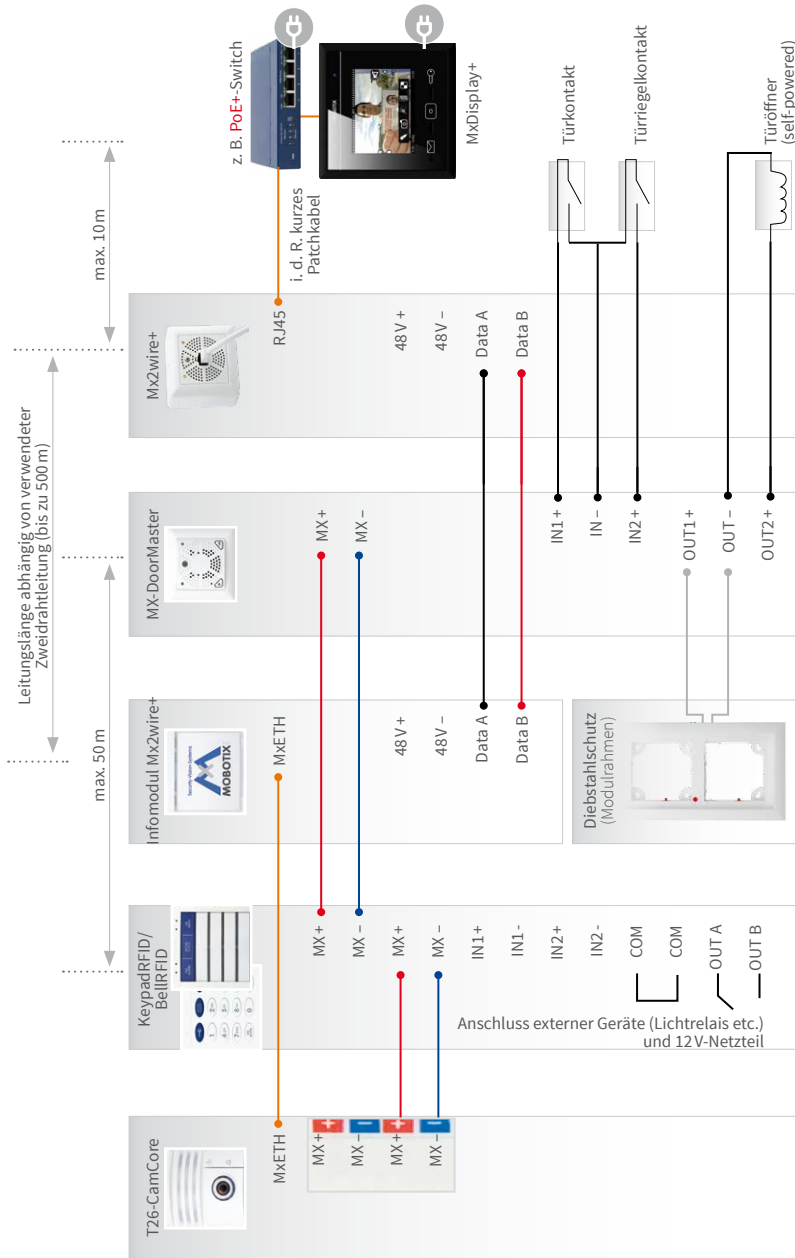 Leitungslänge abhängig von verwendeter
Zweidrahtleitung (bis zu 500 m)
max. 50 m
max. 10 m
T26-CamCore
MxETH
MX+
MX –
MX+
MX –
KeypadRFID/
BellRFID
MX+
MX –
MX+
MX –
IN1+
IN1-
IN2+
IN2-
COM
COM
OUT A
OUT B
Anschluss externer Geräte (Lichtrelais etc.)
und 12 V-Netzteil
Infomodul Mx2wire+
Security-Vision-Systems
MOBOTIX
MxETH
48 V +
48 V –
Data A
Data B
Diebstahlschutz
(Modulrahmen)
MX-DoorMaster
MX+
MX –
IN1+
IN –
IN2+
OUT1+
OUT –
OUT2+
Mx2wire+
RJ45
48 V +
48 V –
Data A
Data B
z. B. PoE+-Switch
i. d. R. kurzes
Patchkabel
MxDisplay+
Türkontakt
Türriegelkontakt
Türöffner
(self-powered)